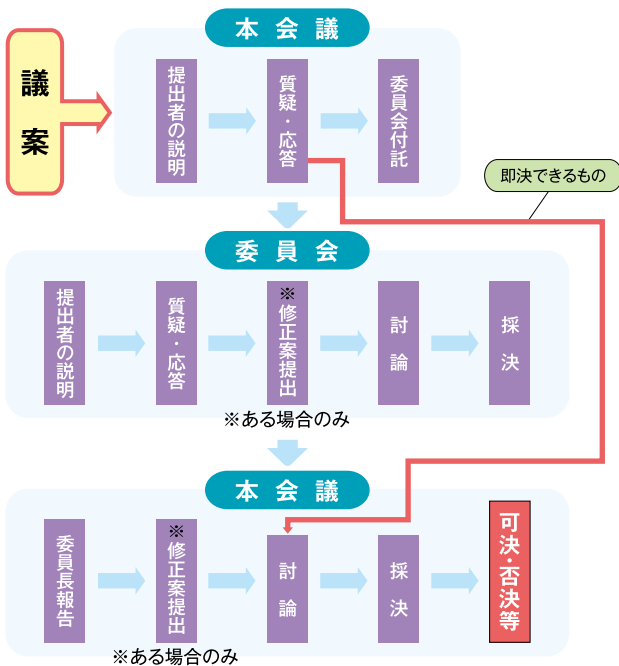 議案
本会議
提出者の説明
質疑・応答
委員会付託
即決できるもの
委員会
提出者の説明
質疑・応答
※修正案提出
討論
採決
※ある場合のみ
本会議
委員長報告
※修正案提出
討論
採決
可決・否決等
※ある場合のみ